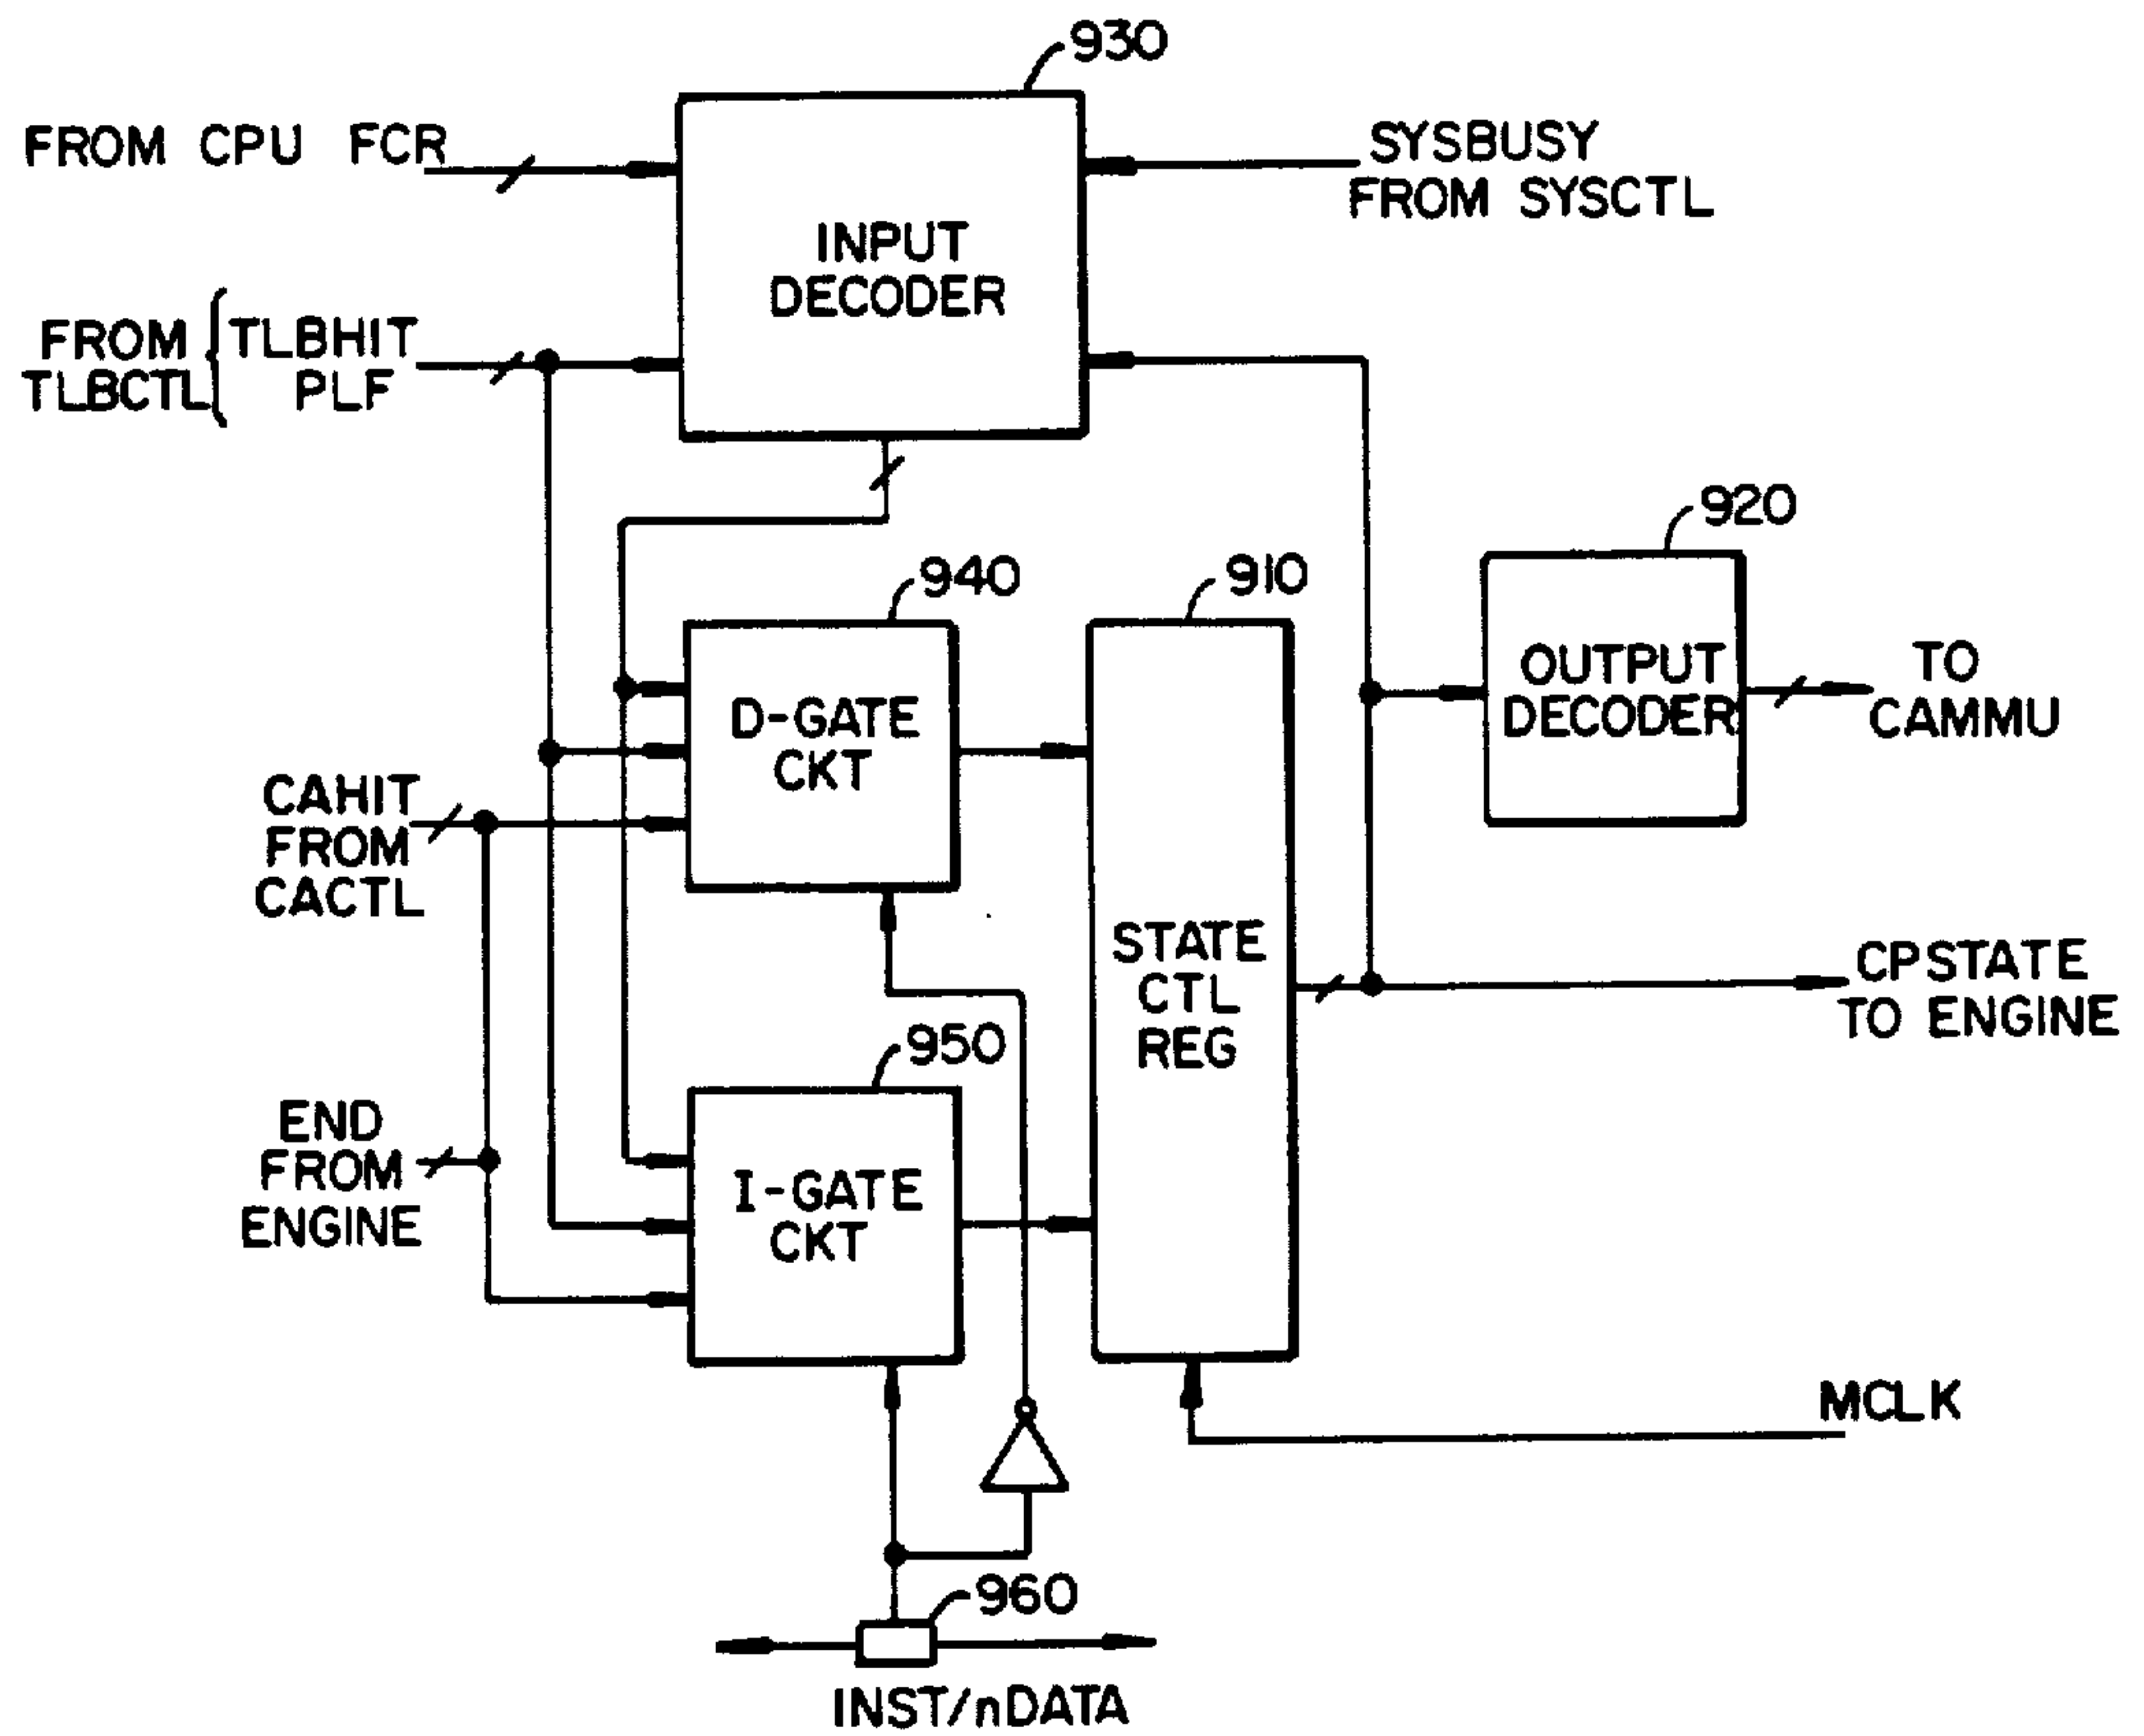 930
FROM CPU FCR
SYSBUSY
FROM SYSCTL
INPUT
DECODER
FROM
TLBCTL
TLBHIT
PLF
920
940
910
OUTPUT
DECODER
TO
CAMMU
D-GATE
CKT
CAHIT
FROM
CACTL
STATE
CTL
REG
CPSTATE
TO ENGINE
950
END
FROM
ENGINE
I-GATE
CKT
MCLK
960
INST/nDATA